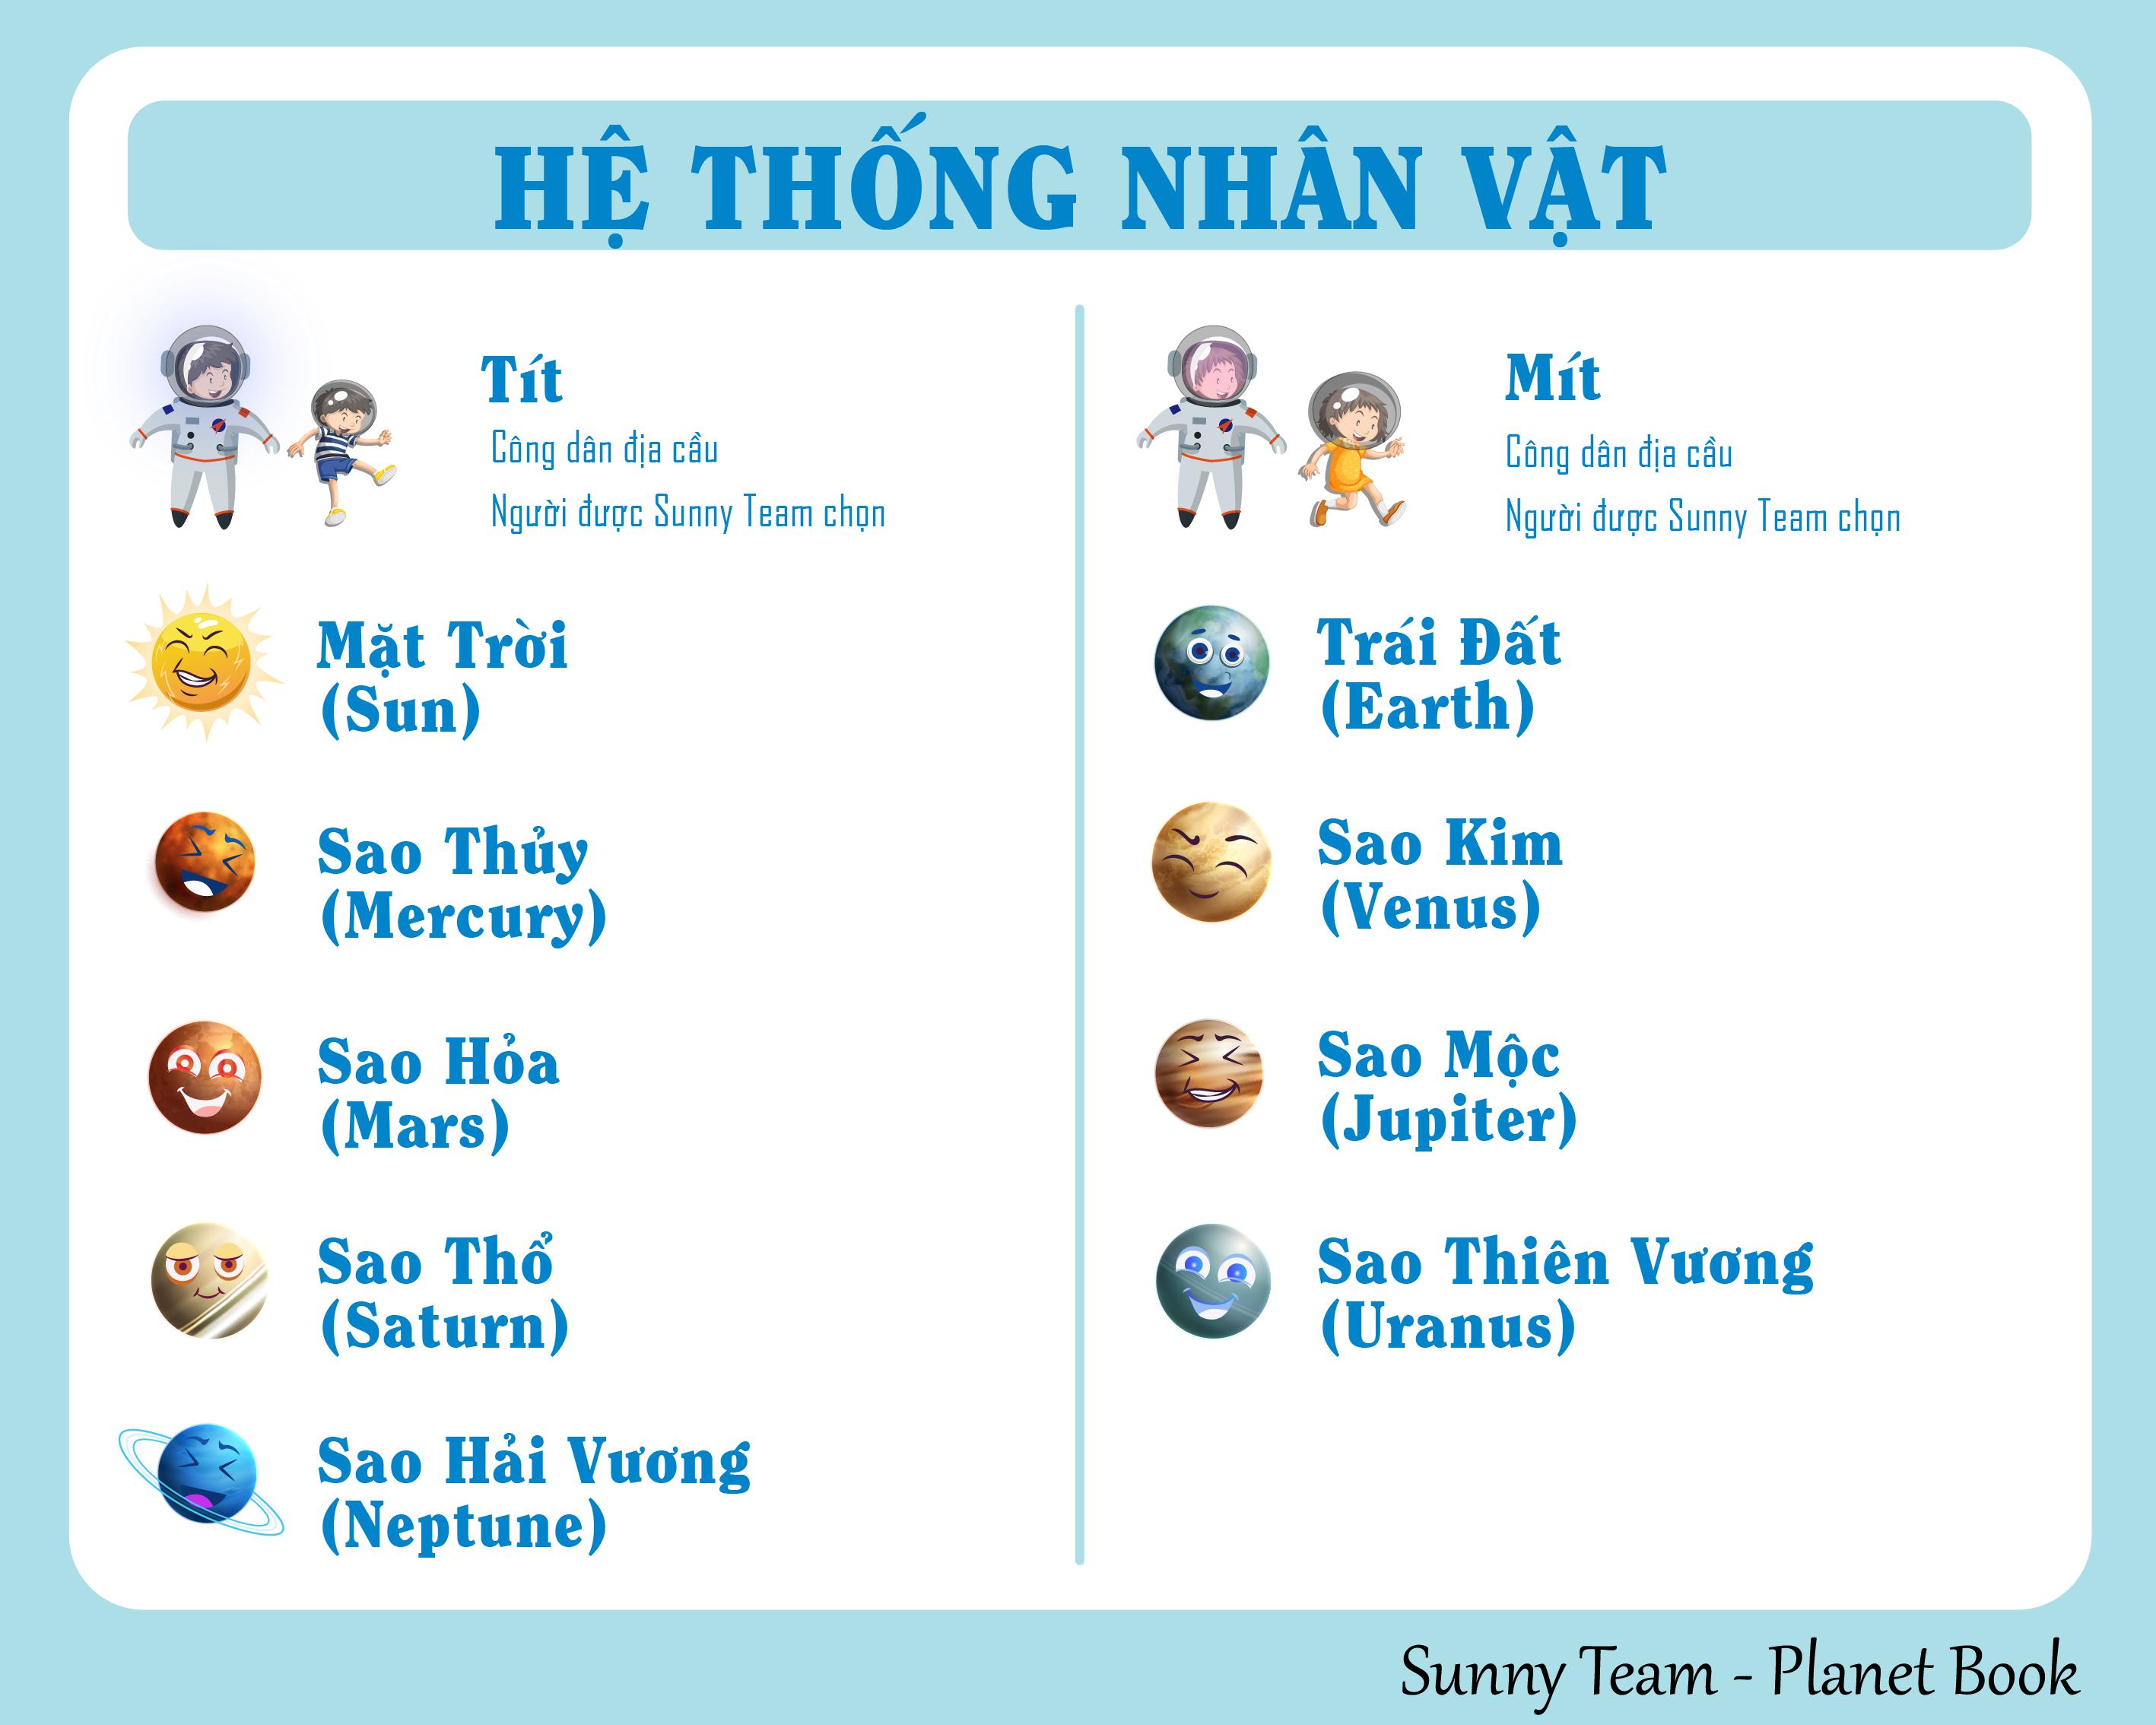 HỆ THỐNG NHÂN VẬT
Tít
Công dân địa cầu
Người được Sunny Team chọn
Mặt Trời
(Sun)
Sao Thủy
(Mercury)
Sao Hỏa
(Mars)
Sao Thổ
(Saturn)
Sao Hải Vương
(Neptune)
Mít
Công dân địa cầu
Người được Sunny Team chọn
Trái Đất
(Earth)
Sao Kim
(Venus)
Sao Mộc
(Jupiter)
Sao Thiên Vương
(Uranus)
Sunny Team - Planet Book